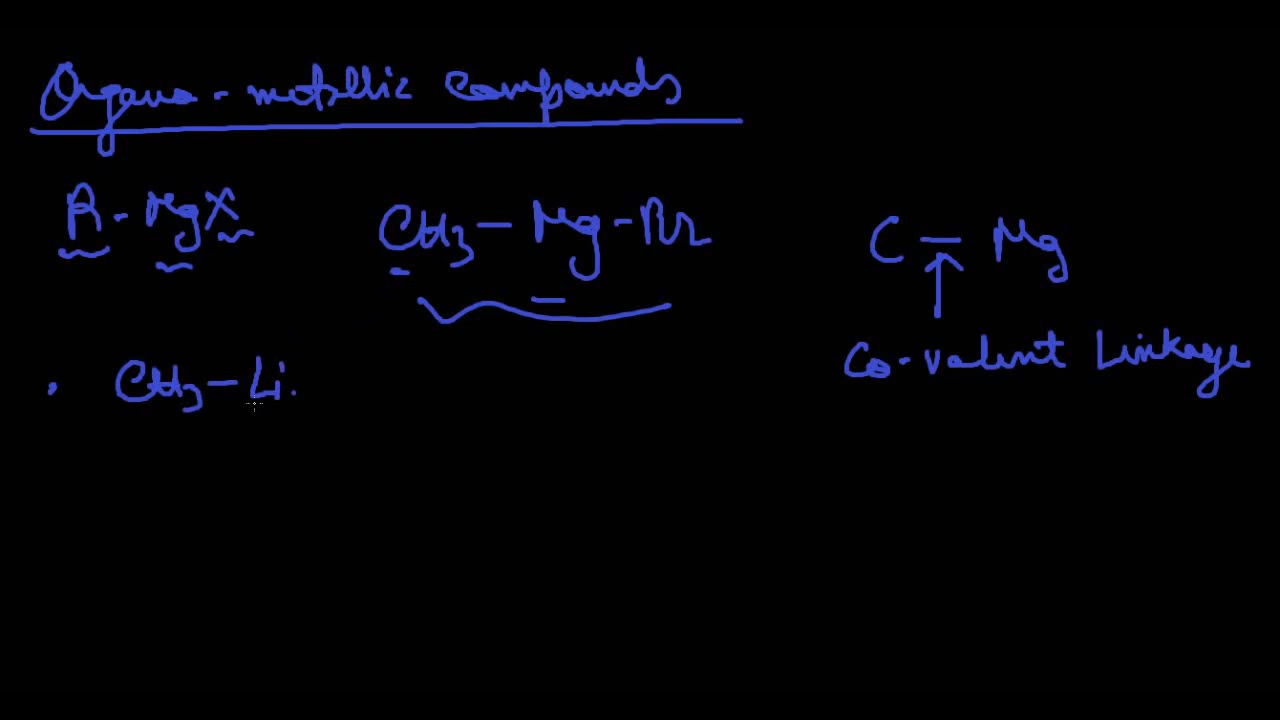 Organo-metallic Compounds
R-MgX CH3-Mg-Br C-Mg
Co-valent Linkage
. CH3-Li.